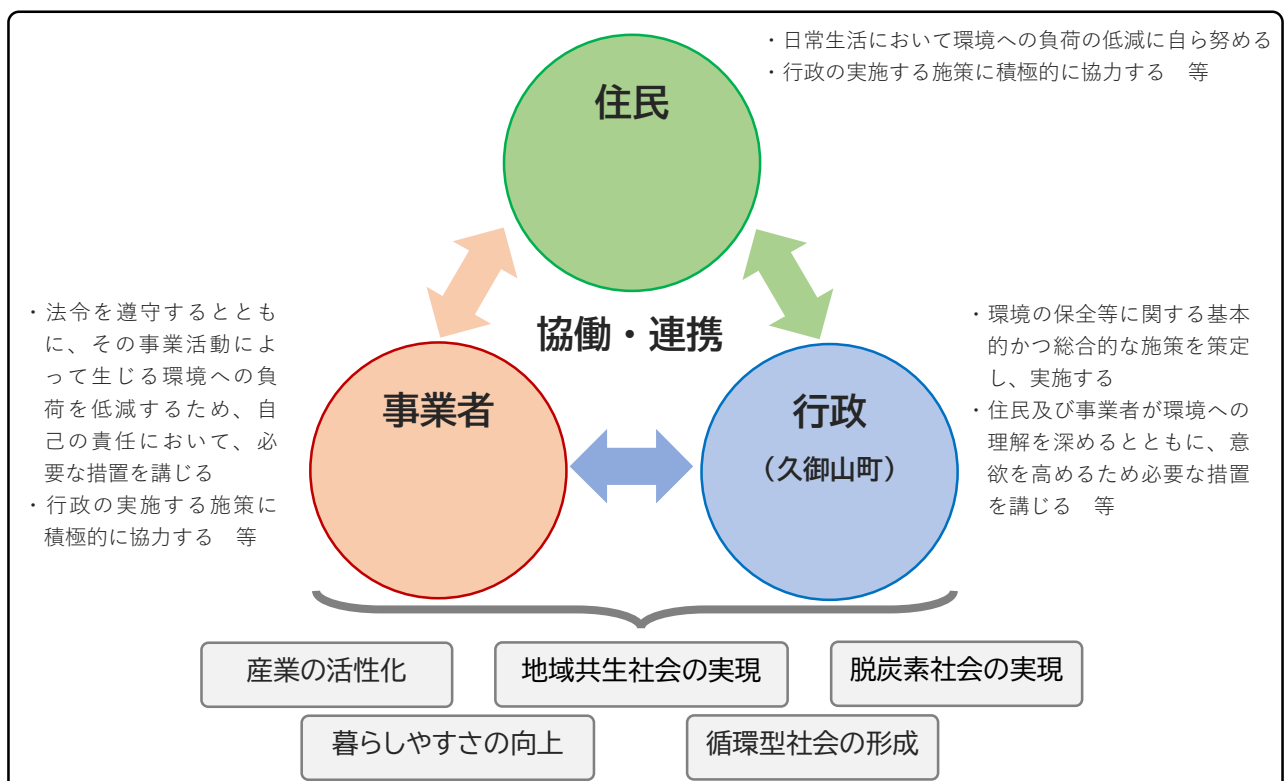 ・日常生活において環境への負荷の低減に自ら努める
・行政の実施する施策に積極的に協力する　等
住民
協働・連携
・法令を遵守するととも
に、その事業活動によ
って生じる環境への負
荷を低減するため、自
己の責任において、必
要な措置を講じる
・行政の実施する施策に
積極的に協力する　等
事業者
行政
（久御山町）
・環境の保全等に関する基本
的かつ総合的な施策を策定
し、実施する
・住民及び事業者が環境への
理解を深めるとともに、意
欲を高めるため必要な措置
を講じる　等
産業の活性化
地域共生社会の実現
脱炭素社会の実現
暮らしやすさの向上
循環型社会の形成